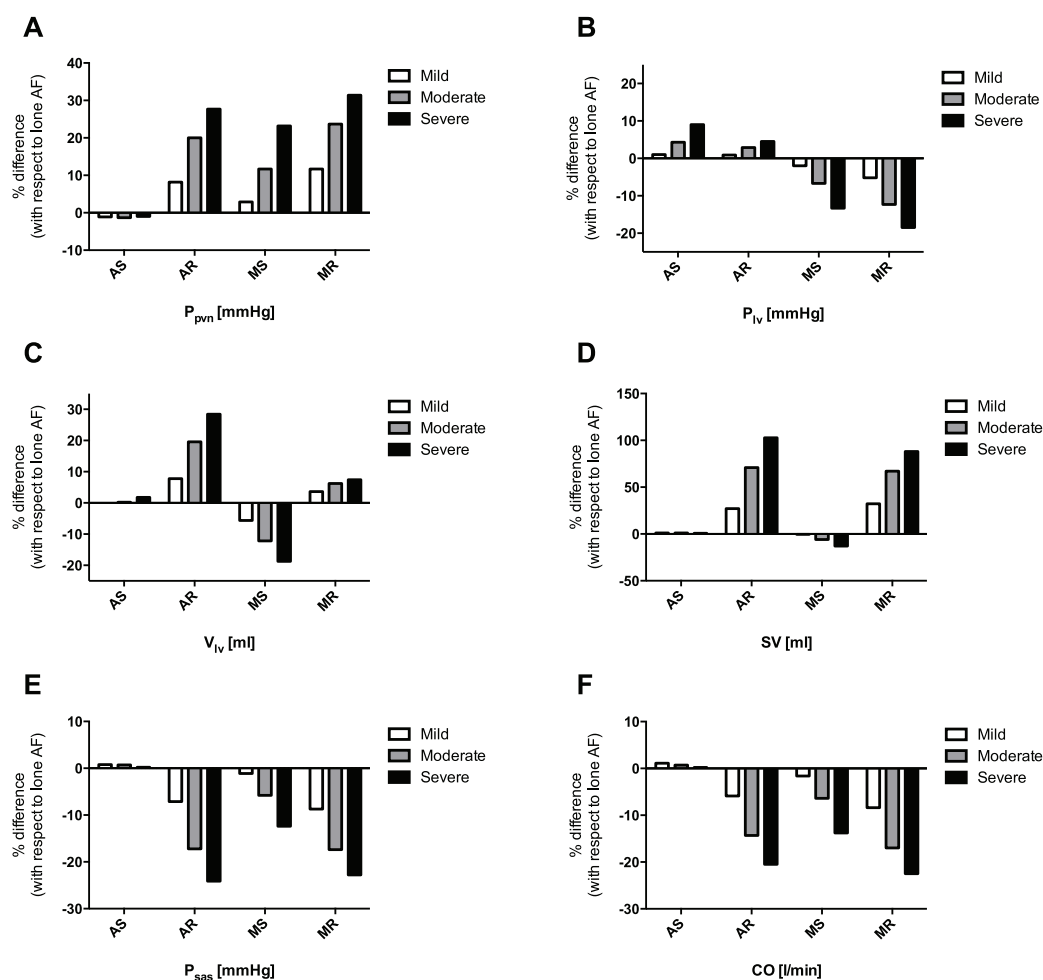 A
% difference
(with respect to lone AF)
40
30
20
10
0
-10
AS
AR
MS
MR
Mild
Moderate
Severe
Ppvn [mmHg]
B
% difference
(with respect to lone AF)
20
10
0
-10
-20
AS
AR
MS
MR
Mild
Moderate
Severe
Plv [mmHg]
C
% difference
(with respect to lone AF)
30
20
10
0
-10
-20
AS
AR
MS
MR
Mild
Moderate
Severe
Vlv [ml]
D
% difference
(with respect to lone AF)
150
100
50
0
-50
AS
AR
MS
MR
Mild
Moderate
Severe
SV [ml]
E
% difference
(with respect to lone AF)
10
0
-10
-20
-30
AS
AR
MS
MR
Mild
Moderate
Severe
Psas [mmHg]
F
% difference
(with respect to lone AF)
10
0
-10
-20
-30
AS
AR
MS
MR
Mild
Moderate
Severe
CO [l/min]